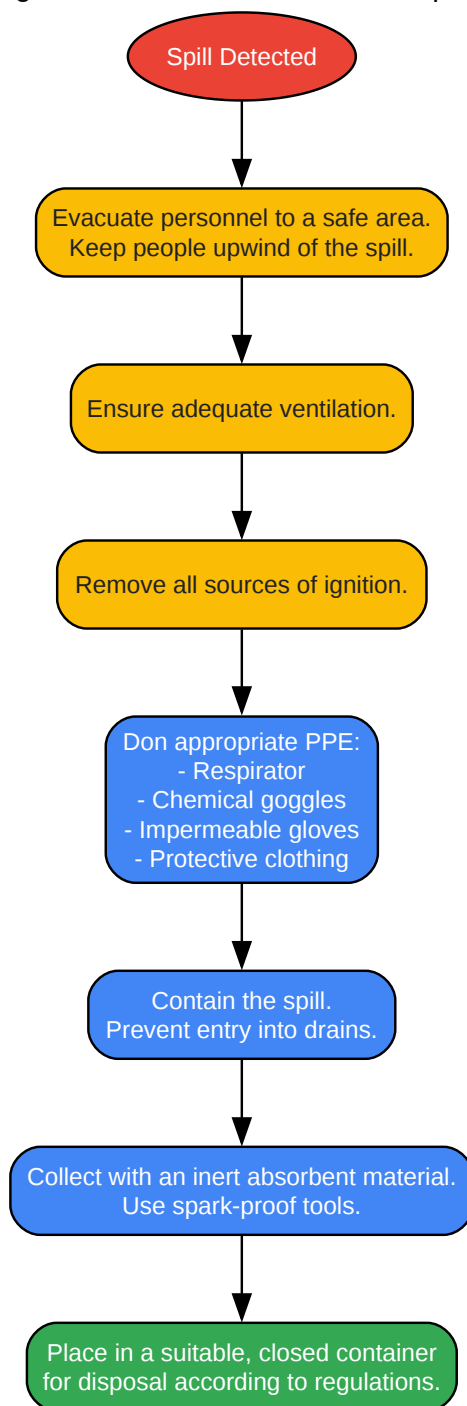 Spill Detected
Evacuate personnel to a safe area.
Keep people upwind of the spill.
Ensure adequate ventilation.
Remove all sources of ignition.
Don appropriate PPE:
- Respirator
- Chemical goggles
- Impermeable gloves
- Protective clothing
Contain the spill.
Prevent entry into drains.
Collect with an inert absorbent material.
Use spark-proof tools.
Place in a suitable, closed container
for disposal according to regulations.